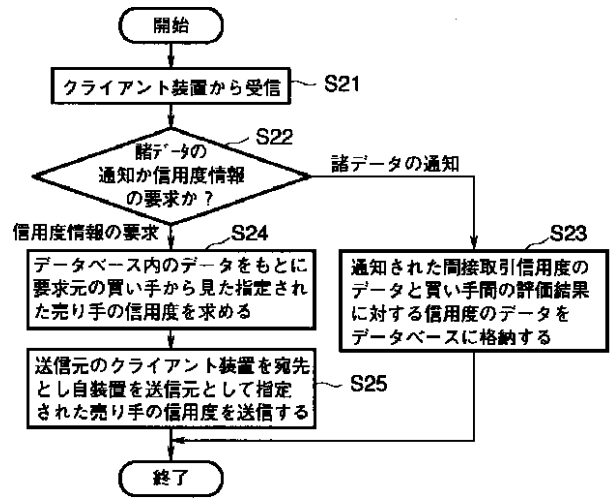 開始
クライアント装置から受信
S21
S22
諸データの
通知か信用度情報
の要求か？
諸データの通知
信用度情報の要求
S24
データベース内のデータをもとに
要求元の買い手から見た指定され
た売り手の信用度を求める
S23
通知された間接取引信用度の
データと買い手間の評価結果
に対する信用度のデータを
データベースに格納する
送信元のクライアント装置を宛先
とし自装置を送信元として指定
された売り手の信用度を送信する
S25
終了